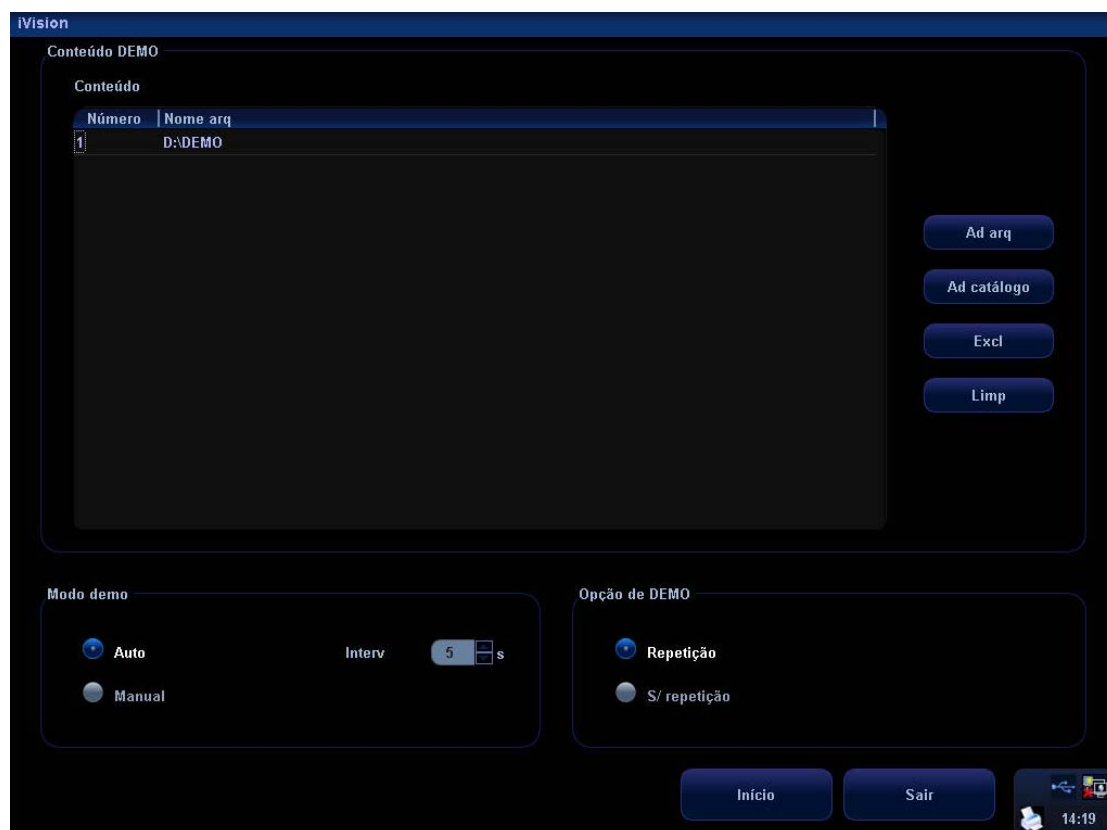 iVision
Conteúdo DEMO
Conteúdo
Número Nome arq
1 D:\DEMO
Ad arq
Ad catálogo
Excl
Limp
Modo demo
Auto Interv 5 s
Manual
Opção de DEMO
Repetição
S/ repetição
Início Sair
14:19